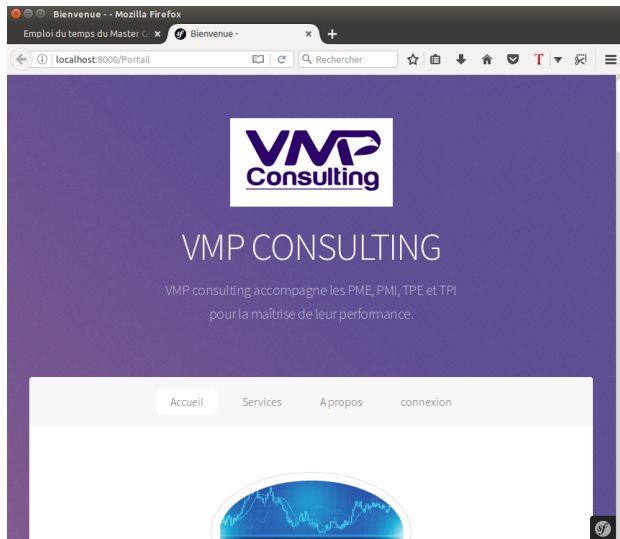 Bienvenue - - Mozilla Firefox
Emploi du temps du Master
Bienvenue -
localhost:8000/Portail
Rechercher
VMP
Consulting
VMP CONSULTING
VMP consulting accompagne les PME, PMI, TPE et TPI
pour la maîtrise de leur performance.
Accueil
Services
A propos
connexion